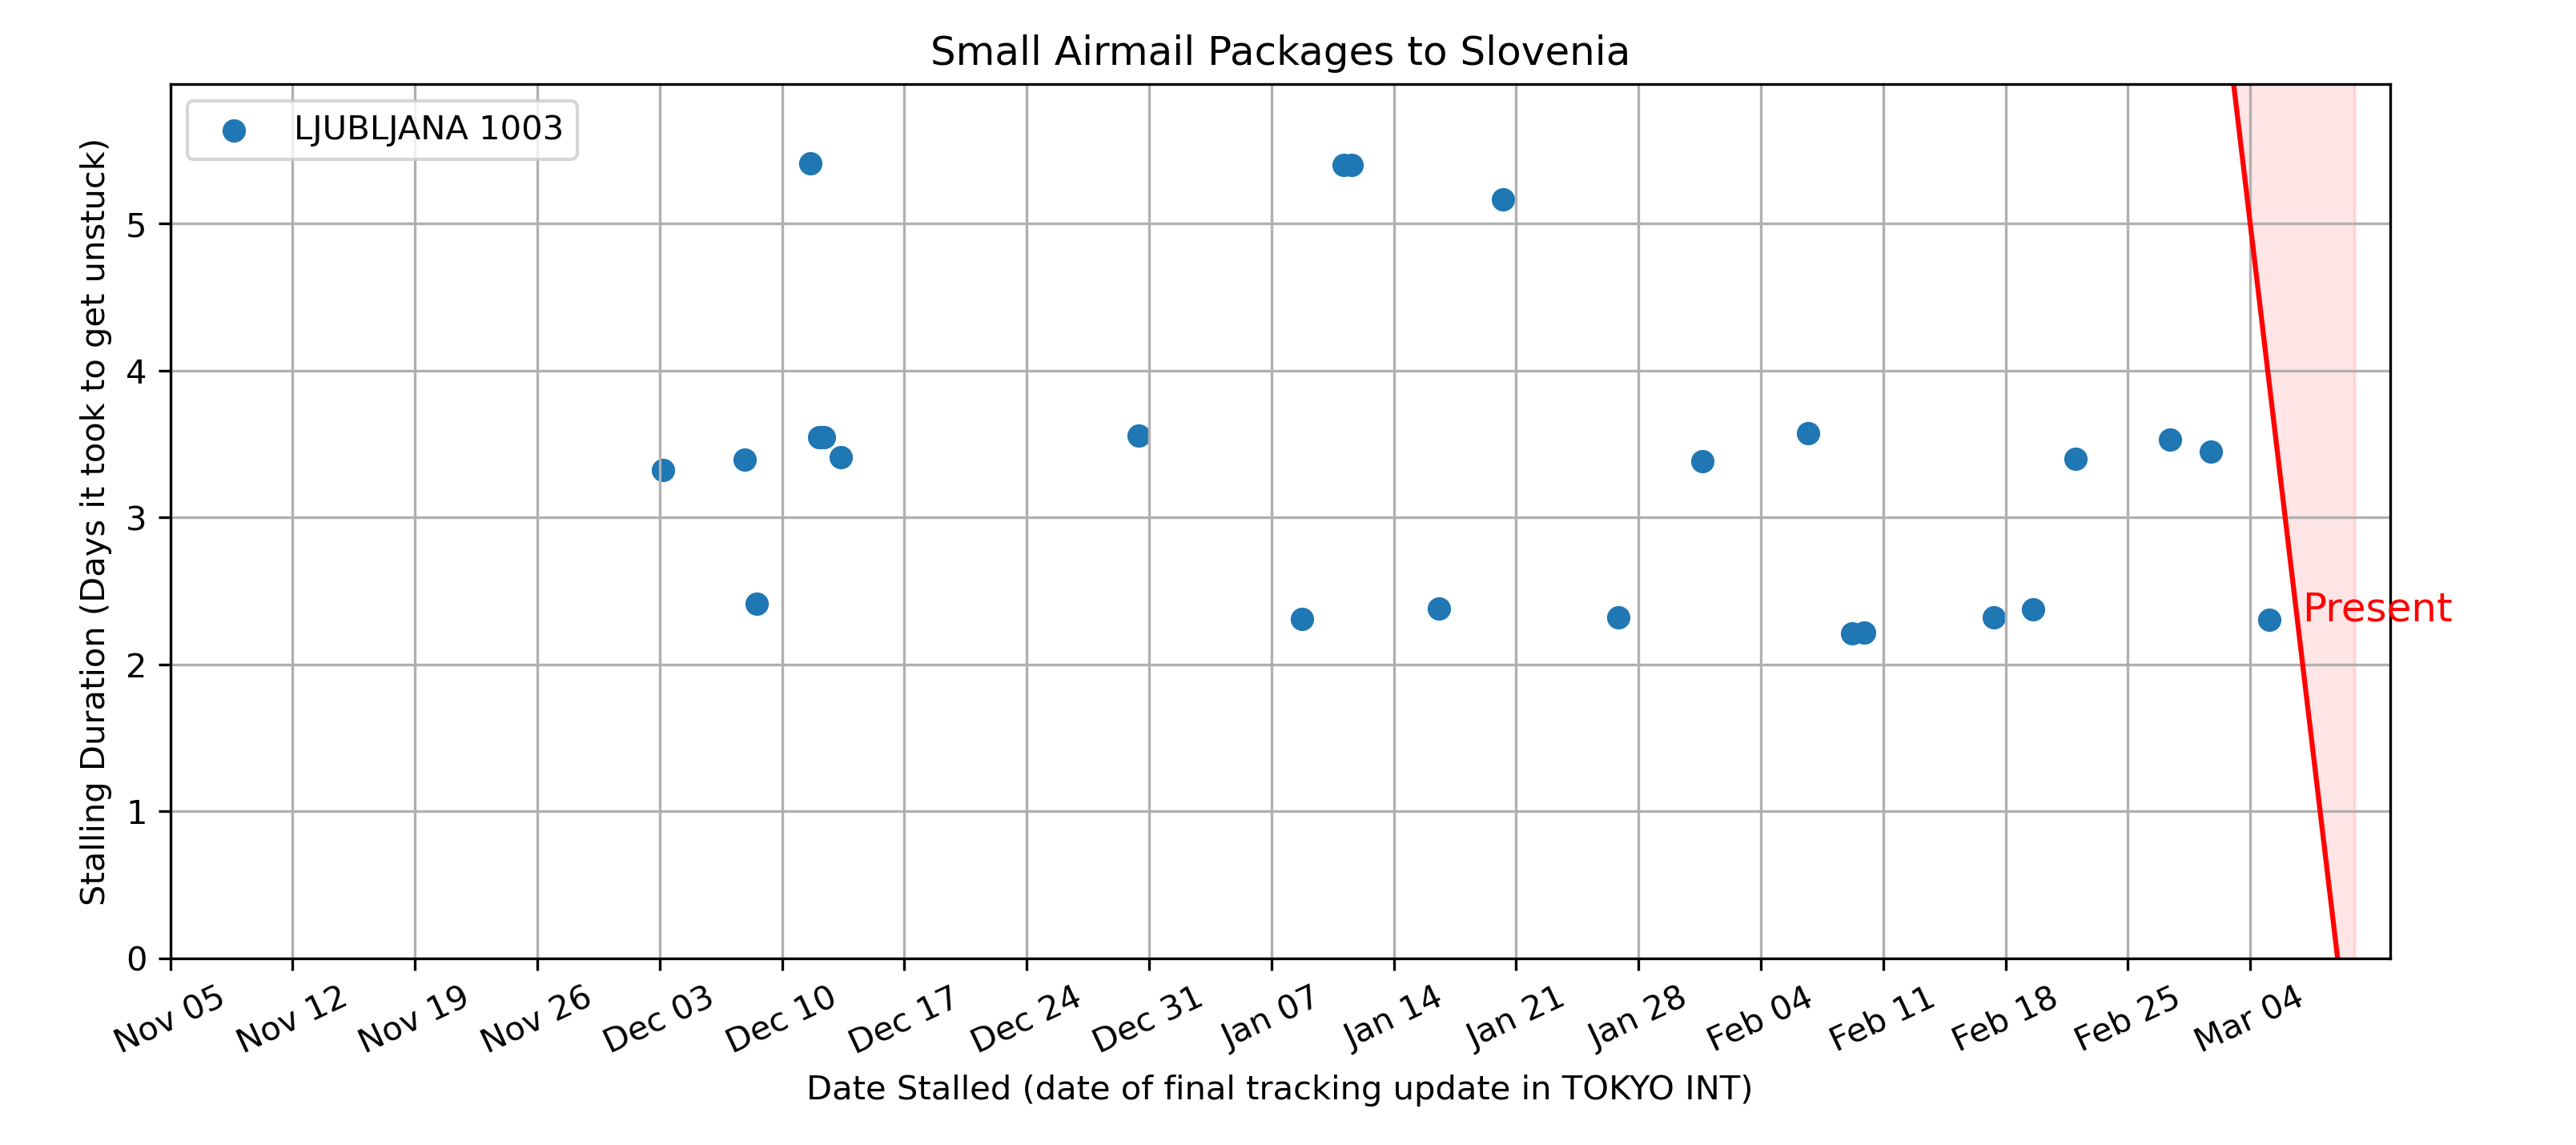 Small Airmail Packages to Slovenia
LJUBLJANA 1003
Stalling Duration (Days it took to get unstuck)
5
4
3
2
1
0
Present
Nov 05
Nov 12
Nov 19
Nov 26
Dec 03
Dec 10
Dec 17
Dec 24
Dec 31
Jan 07
Jan 14
Jan 21
Jan 28
Feb 04
Feb 11
Feb 18
Feb 25
Mar 04
Date Stalled (date of final tracking update in TOKYO INT)